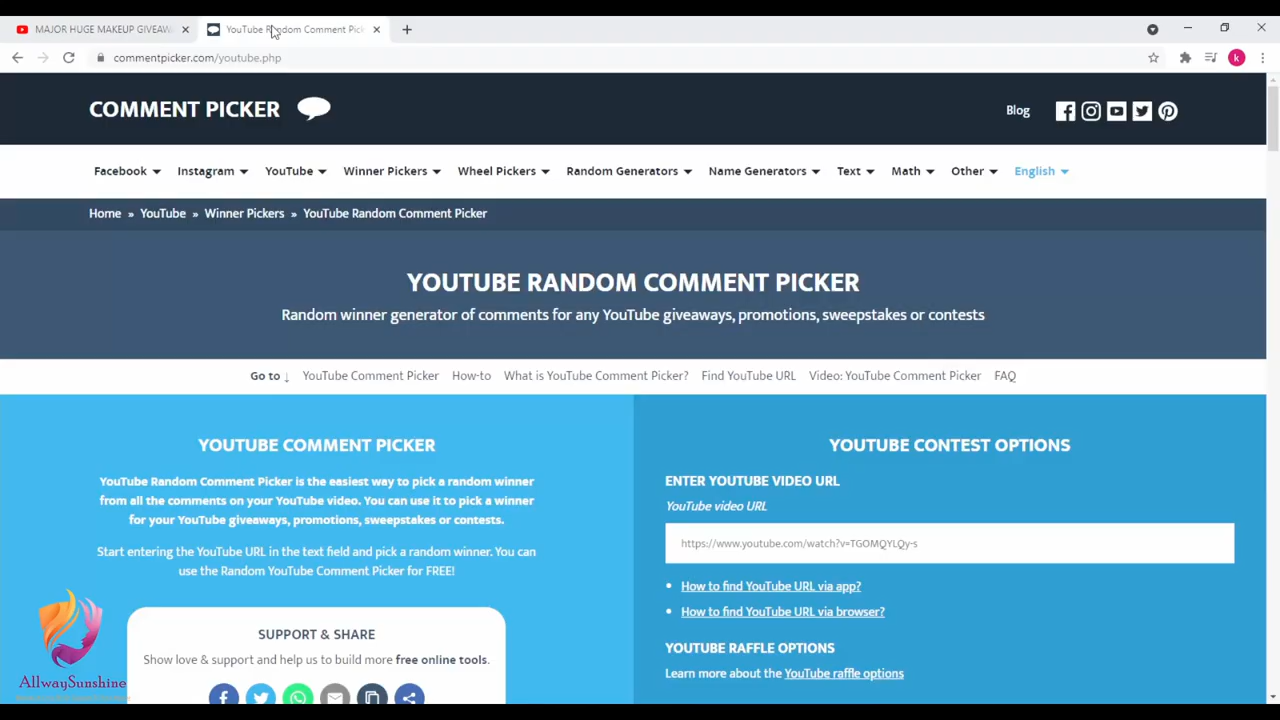 MAJOR HUGE MAKEUP GIVEAW
YouTube Random Comment Pick
commentpicker.com/youtube.php
k
COMMENT PICKER
Blog
Facebook Instagram YouTube Winner Pickers Wheel Pickers Random Generators Name Generators Text Math Other English
Home » YouTube » Winner Pickers » YouTube Random Comment Picker
YOUTUBE RANDOM COMMENT PICKER
Random winner generator of comments for any YouTube giveaways, promotions, sweepstakes or contests
Go to ↓ YouTube Comment Picker How-to What is YouTube Comment Picker? Find YouTube URL Video: YouTube Comment Picker FAQ
YOUTUBE COMMENT PICKER
YouTube Random Comment Picker is the easiest way to pick a random winner
from all the comments on your YouTube video. You can use it to pick a winner
for your YouTube giveaways, promotions, sweepstakes or contests.
Start entering the YouTube URL in the text field and pick a random winner. You can
use the Random YouTube Comment Picker for FREE!
SUPPORT & SHARE
Show love & support and help us to build more free online tools.
YOUTUBE CONTEST OPTIONS
ENTER YOUTUBE VIDEO URL
YouTube video URL
https://www.youtube.com/watch?v=TGOMQYLQy-s
How to find YouTube URL via app?
How to find YouTube URL via browser?
YOUTUBE RAFFLE OPTIONS
Learn more about the YouTube raffle options
AllwaySunshine